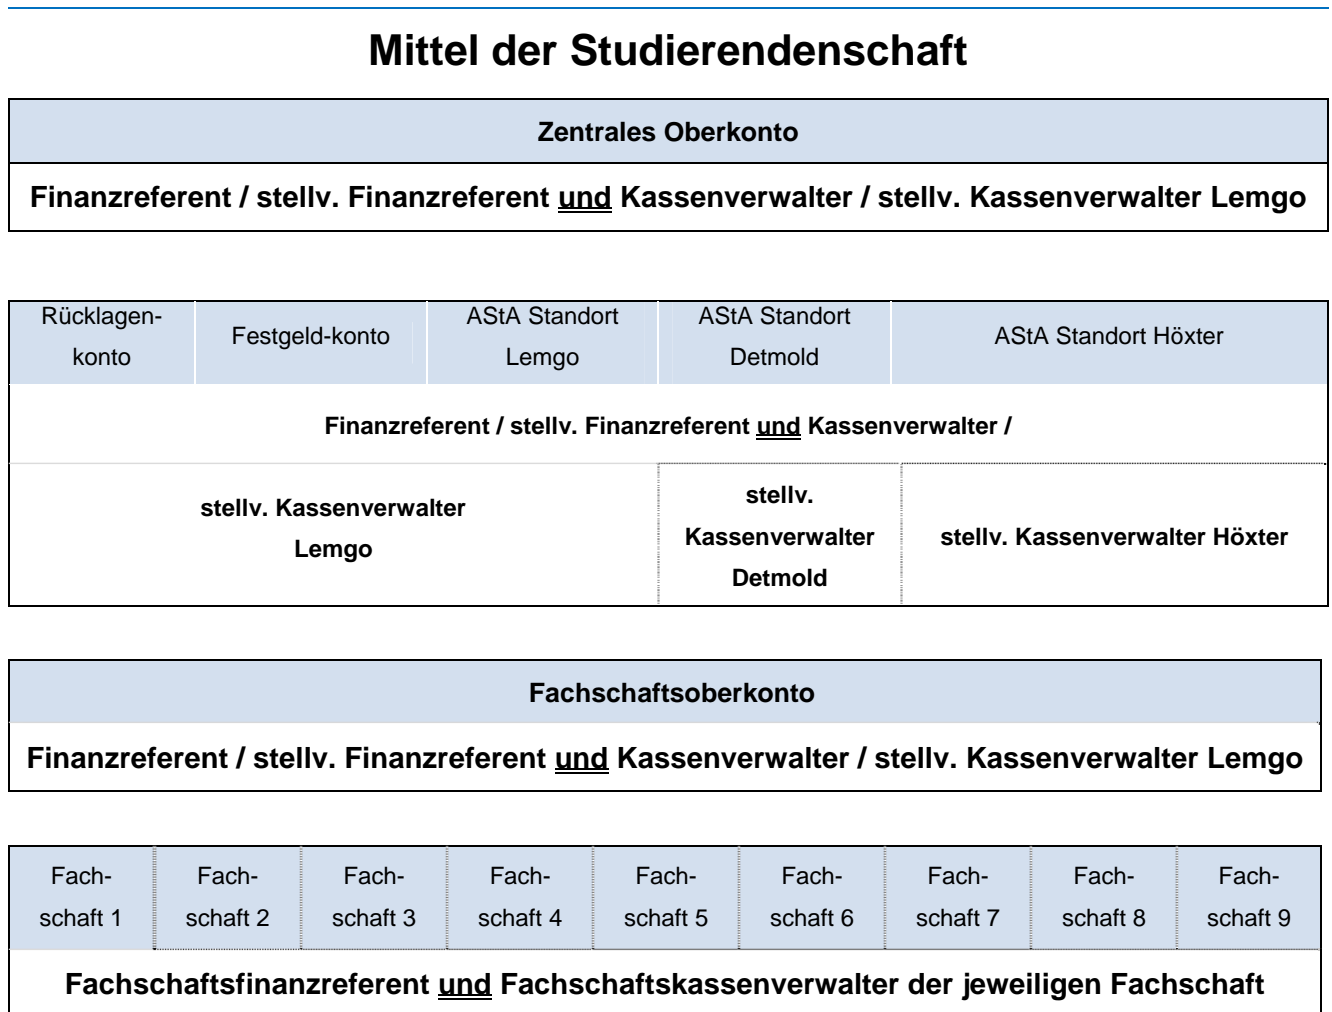 Mittel der Studierendenschaft
Zentrales Oberkonto
Finanzreferent / stellv. Finanzreferent und Kassenverwalter / stellv. Kassenverwalter Lemgo
Rücklagen-
konto
Festgeld-konto
AStA Standort
Lemgo
AStA Standort
Detmold
AStA Standort Höxter
Finanzreferent / stellv. Finanzreferent und Kassenverwalter /
stellv. Kassenverwalter
Lemgo
stellv.
Kassenverwalter
Detmold
stellv. Kassenverwalter Höxter
Fachschaftsoberkonto
Finanzreferent / stellv. Finanzreferent und Kassenverwalter / stellv. Kassenverwalter Lemgo
Fach-
schaft 1
Fach-
schaft 2
Fach-
schaft 3
Fach-
schaft 4
Fach-
schaft 5
Fach-
schaft 6
Fach-
schaft 7
Fach-
schaft 8
Fach-
schaft 9
Fachschaftsfinanzreferent und Fachschaftskassenverwalter der jeweiligen Fachschaft